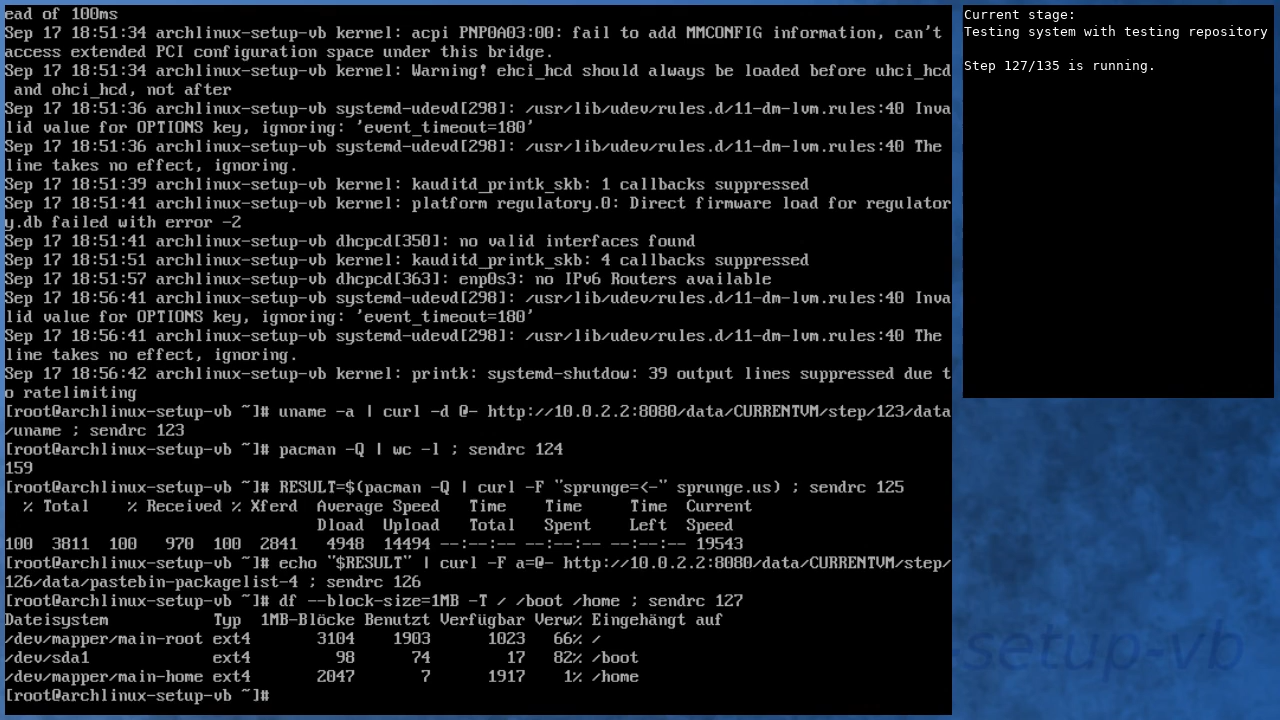 ead of 100ms
Sep 17 18:51:34 archlinux-setup-vb kernel: acpi PNP0A03:00: fail to add MMCONFIG information, can't
access extended PCI configuration space under this bridge.
Sep 17 18:51:34 archlinux-setup-vb kernel: Warning! ehci_hcd should always be loaded before uhci_hcd
 and ohci_hcd, not after
Sep 17 18:51:36 archlinux-setup-vb systemd-udevd[298]: /usr/lib/udev/rules.d/11-dm-lvm.rules:40 Inva
lid value for OPTIONS key, ignoring: 'event_timeout=180'
Sep 17 18:51:36 archlinux-setup-vb systemd-udevd[298]: /usr/lib/udev/rules.d/11-dm-lvm.rules:40 The
line takes no effect, ignoring.
Sep 17 18:51:39 archlinux-setup-vb kernel: kauditd_printk_skb: 1 callbacks suppressed
Sep 17 18:51:41 archlinux-setup-vb kernel: platform regulatory.0: Direct firmware load for regulator
y.db failed with error -2
Sep 17 18:51:41 archlinux-setup-vb dhcpcd[350]: no valid interfaces found
Sep 17 18:51:51 archlinux-setup-vb kernel: kauditd_printk_skb: 4 callbacks suppressed
Sep 17 18:51:57 archlinux-setup-vb dhcpcd[363]: enp0s3: no IPv6 Routers available
Sep 17 18:56:41 archlinux-setup-vb systemd-udevd[298]: /usr/lib/udev/rules.d/11-dm-lvm.rules:40 Inva
lid value for OPTIONS key, ignoring: 'event_timeout=180'
Sep 17 18:56:41 archlinux-setup-vb systemd-udevd[298]: /usr/lib/udev/rules.d/11-dm-lvm.rules:40 The
line takes no effect, ignoring.
Sep 17 18:56:42 archlinux-setup-vb kernel: printk: systemd-shutdow: 39 output lines suppressed due t
o ratelimiting
[root@archlinux-setup-vb ~]# uname -a | curl -d @- http://10.0.2.2:8080/data/CURRENTVM/step/123/data
/uname ; sendrc 123
[root@archlinux-setup-vb ~]# pacman -Q | wc -l ; sendrc 124
159
[root@archlinux-setup-vb ~]# RESULT=$(pacman -Q | curl -F "sprunge=<-" sprunge.us) ; sendrc 125
  % Total    % Received % Xferd  Average Speed   Time    Time     Time  Current
                                 Dload  Upload   Total   Spent    Left  Speed
100  3811  100   970  100  2841   4948  14494 --:--:-- --:--:-- --:--:-- 19543
[root@archlinux-setup-vb ~]# echo "$RESULT" | curl -F a=@- http://10.0.2.2:8080/data/CURRENTVM/step/
126/data/pastebin-packagelist-4 ; sendrc 126
[root@archlinux-setup-vb ~]# df --block-size=1MB -T / /boot /home ; sendrc 127
Dateisystem           Typ  1MB-Blöcke Benutzt Verfügbar Verw% Eingehängt auf
/dev/mapper/main-root ext4       3104    1903      1023   66% /
/dev/sda1             ext4         98      74        17   82% /boot
/dev/mapper/main-home ext4       2047       7      1917    1% /home
[root@archlinux-setup-vb ~]#
Current stage:
Testing system with testing repository
Step 127/135 is running.
-setup-vb